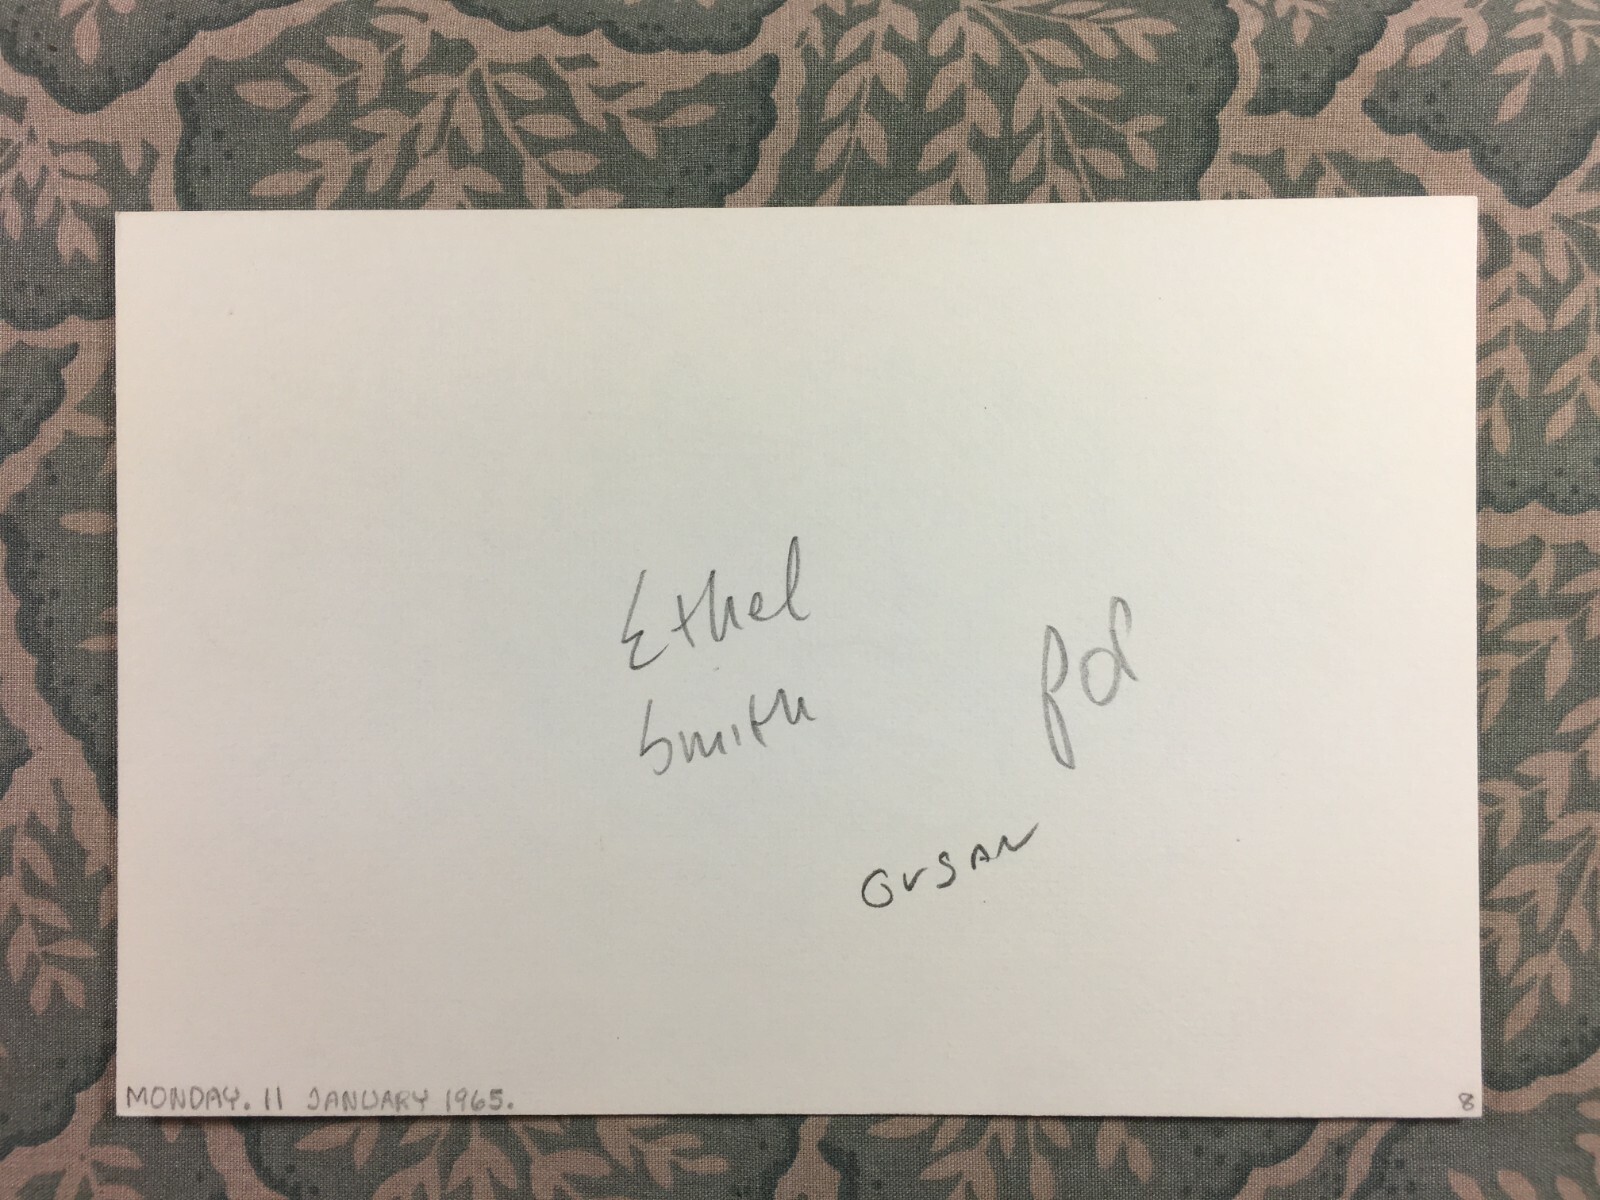 Ethel
Smith
Organ
MONDAY. 11 JANUARY 1965.
8